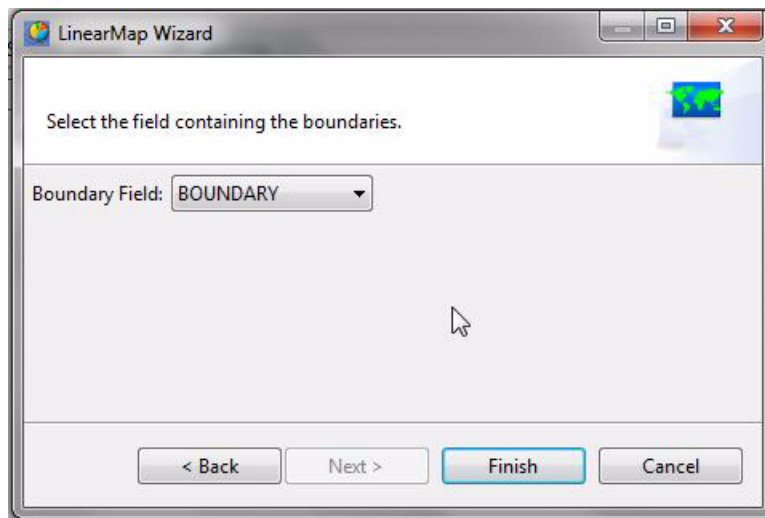 LinearMap Wizard
Select the field containing the boundaries.
Boundary Field: BOUNDARY
< Back Next > Finish Cancel